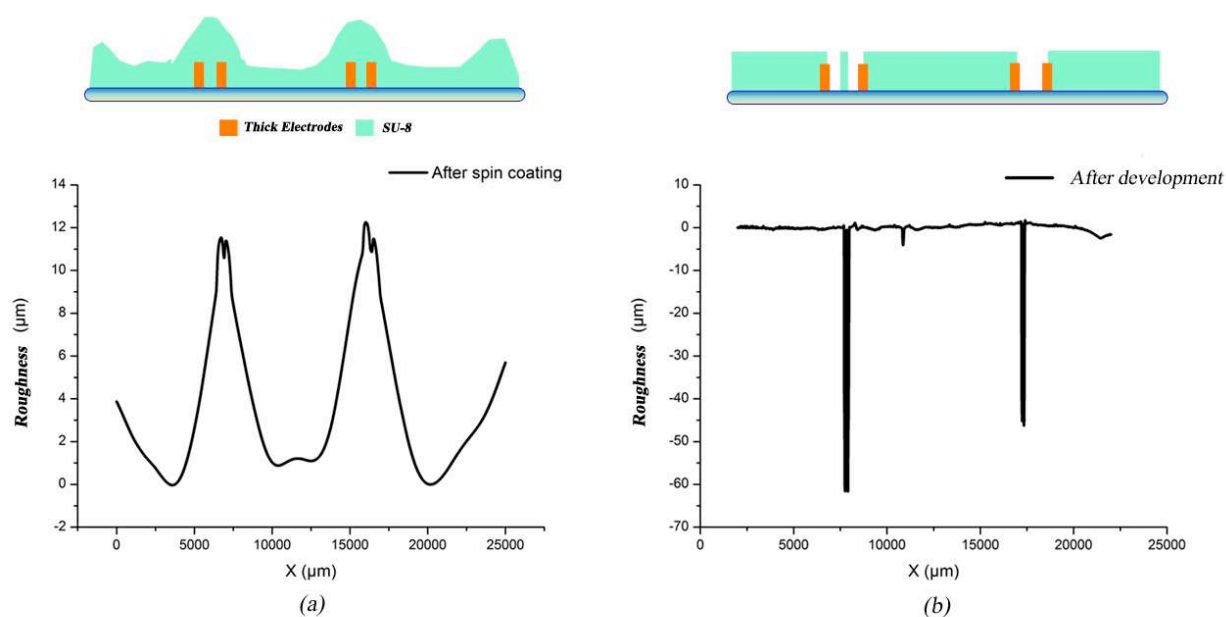 Thick Electrodes SU-8
After spin coating
14
12
10
8
6
4
2
0
-2
Roughness (μm)
0 5000 10000 15000 20000 25000
X (μm)
(a)
After development
10
0
-10
-20
-30
-40
-50
-60
-70
Roughness (μm)
0 5000 10000 15000 20000 25000
X (μm)
(b)